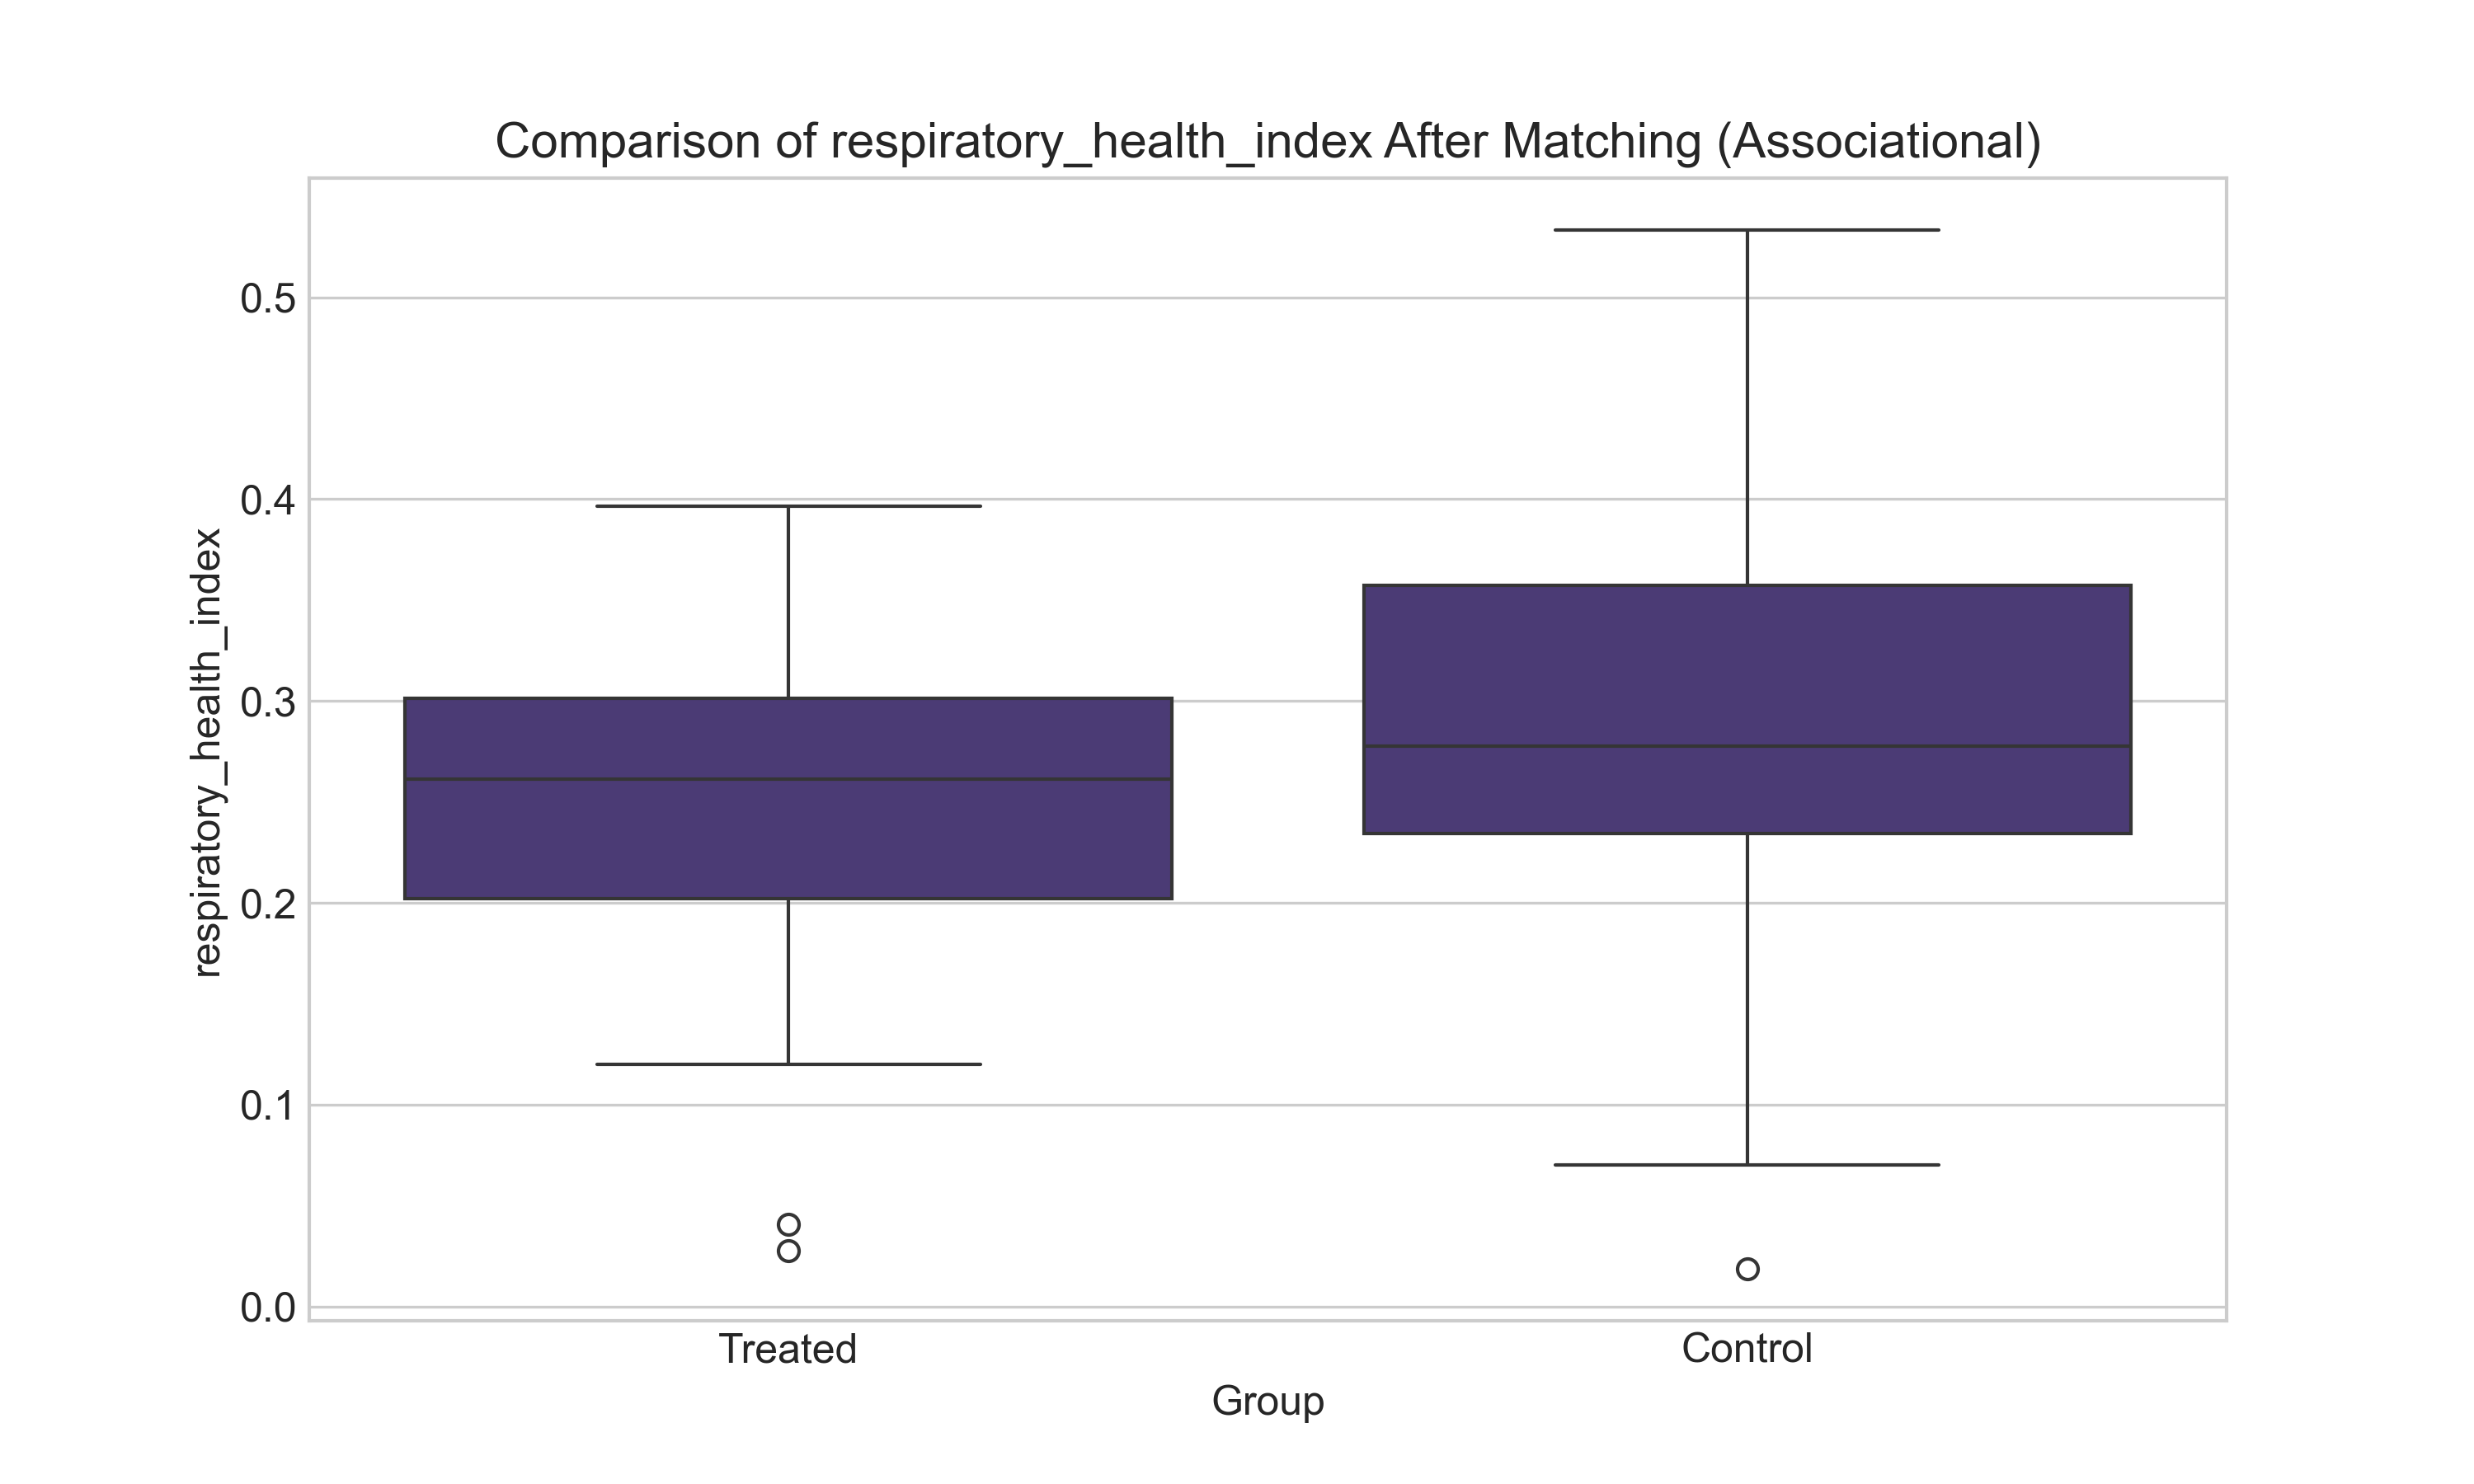 Comparison of respiratory_health_index After Matching (Associational)
respiratory_health_index
0.5
0.4
0.3
0.2
0.1
0.0
Treated
Control
Group